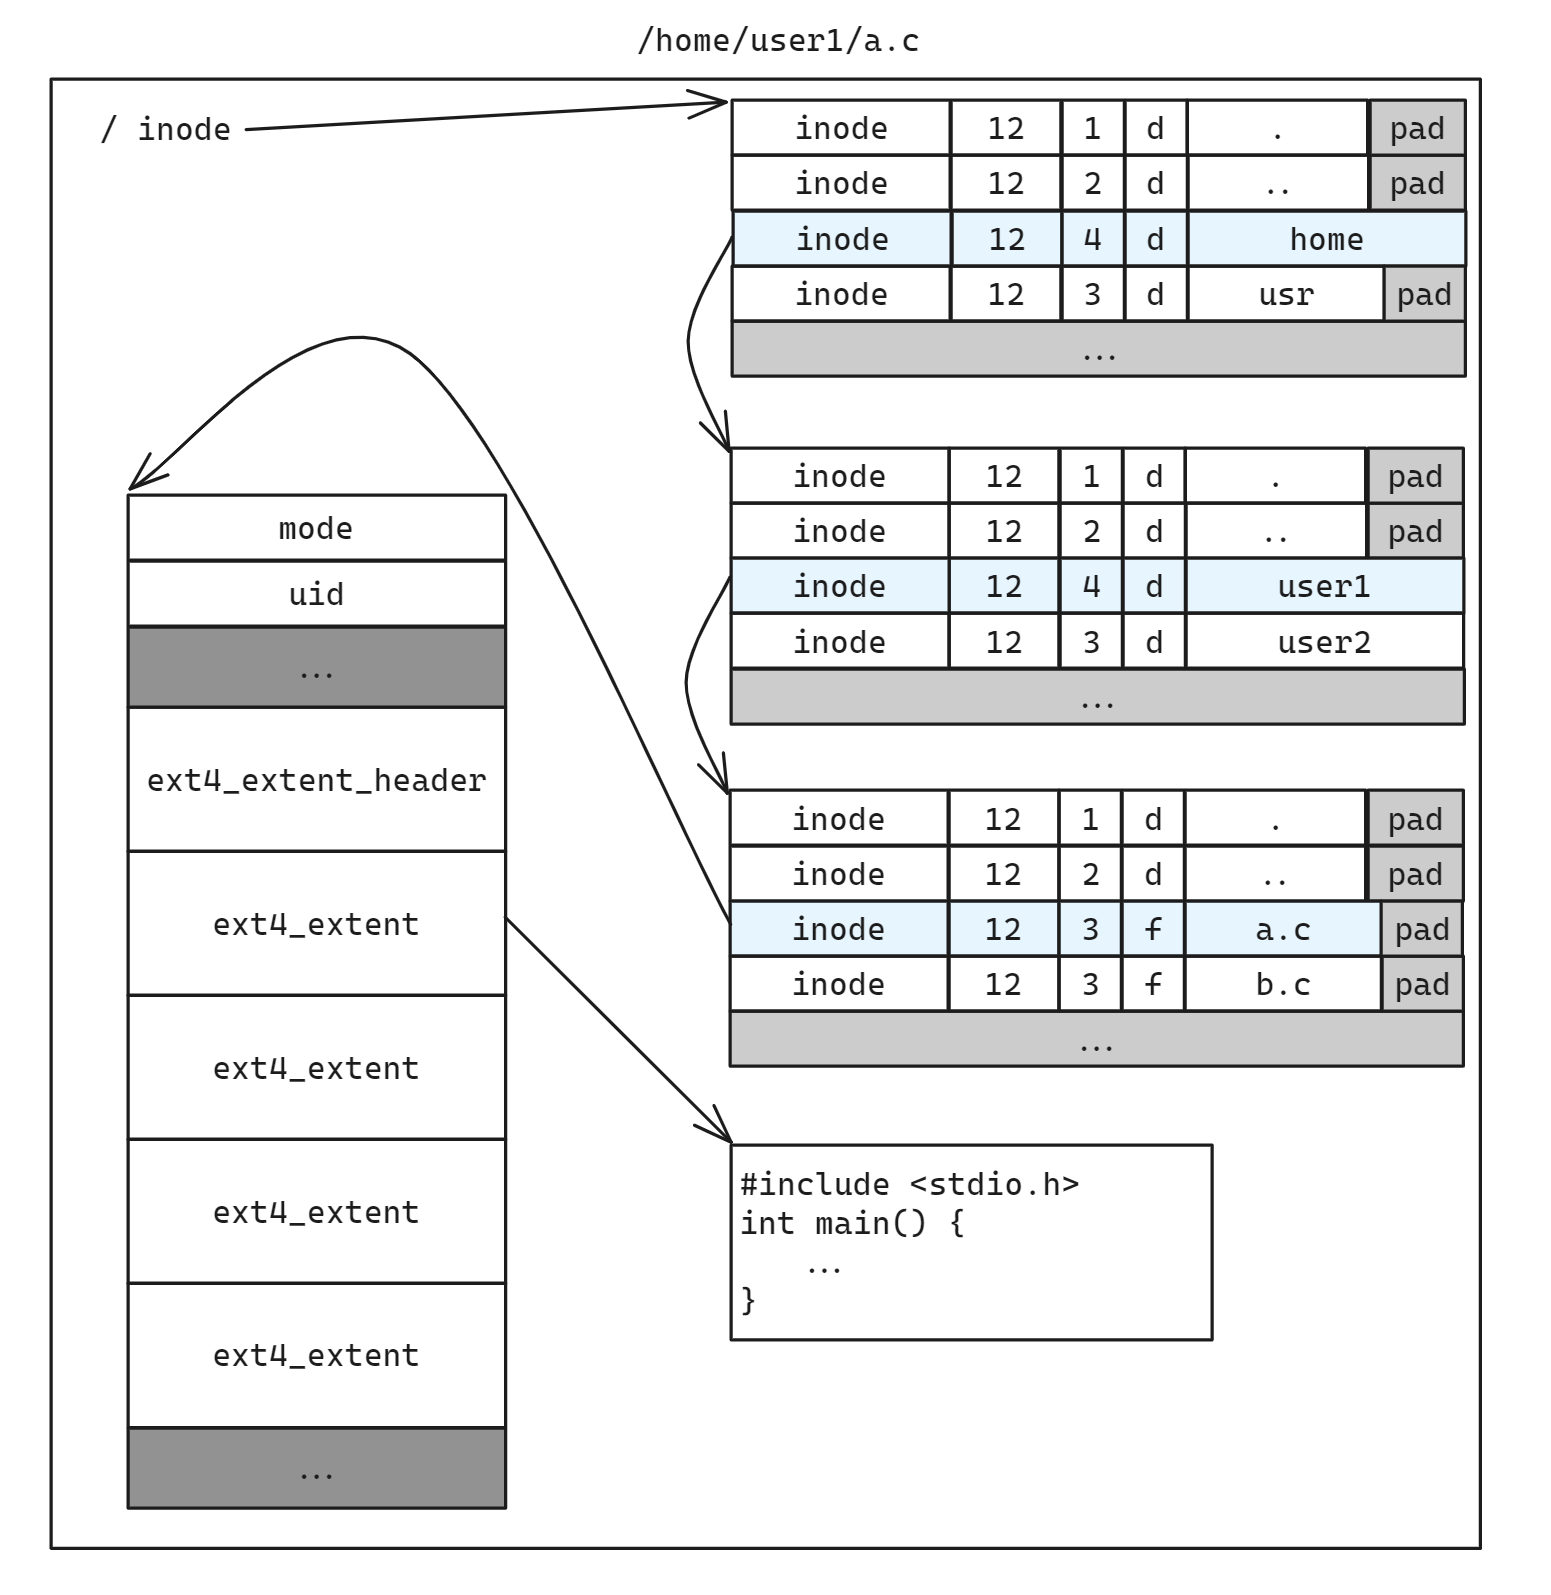 /home/user1/a.c
/ inode
inode 12 1 d . pad
inode 12 2 d .. pad
inode 12 4 d home
inode 12 3 d usr pad
...
inode 12 1 d . pad
inode 12 2 d .. pad
inode 12 4 d user1
inode 12 3 d user2
...
inode 12 1 d . pad
inode 12 2 d .. pad
inode 12 3 f a.c pad
inode 12 3 f b.c pad
...
mode
uid
...
ext4_extent_header
ext4_extent
ext4_extent
ext4_extent
ext4_extent
...
#include <stdio.h>
int main() {
...
}